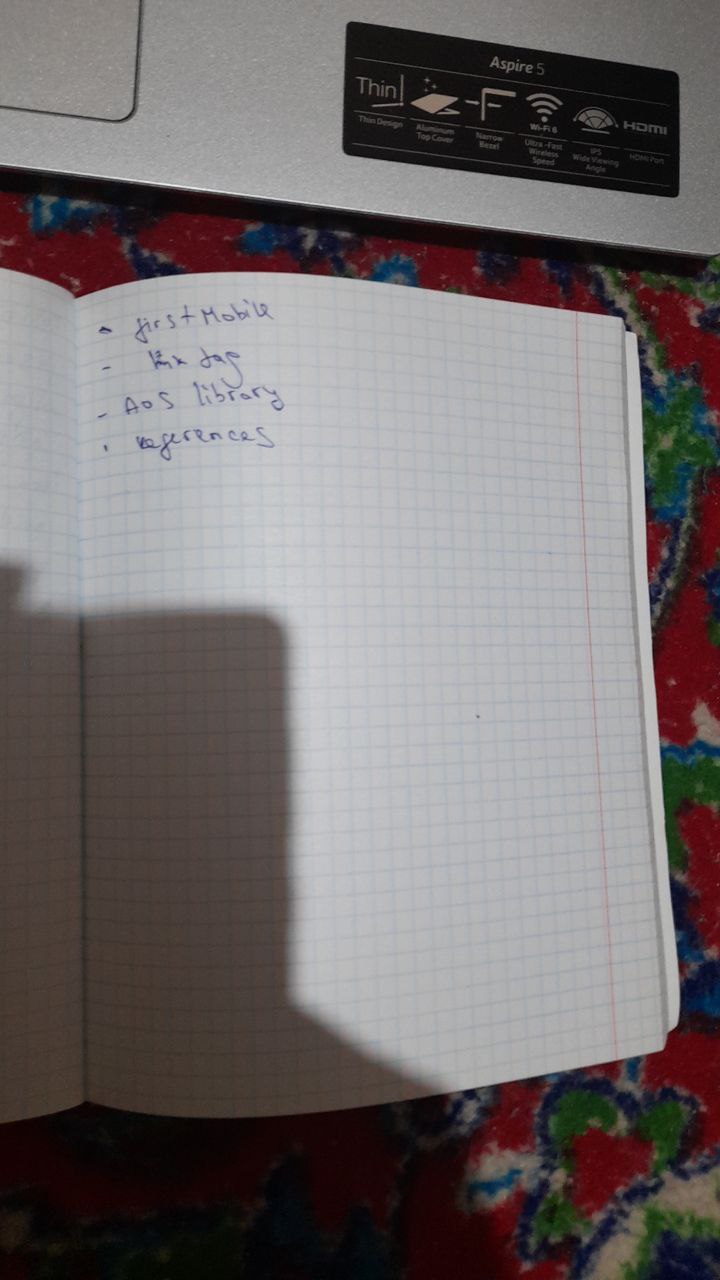 Aspire 5
Thin
Thin Design
Aluminum
Top Cover
Narrow
Bezel
Wi-Fi 6
Ultra-Fast
Wireless
Speed
IPS
Wide Viewing
Angle
HDMI
HDMI Port
- first Mobile
- link tag
- AOS library
- references